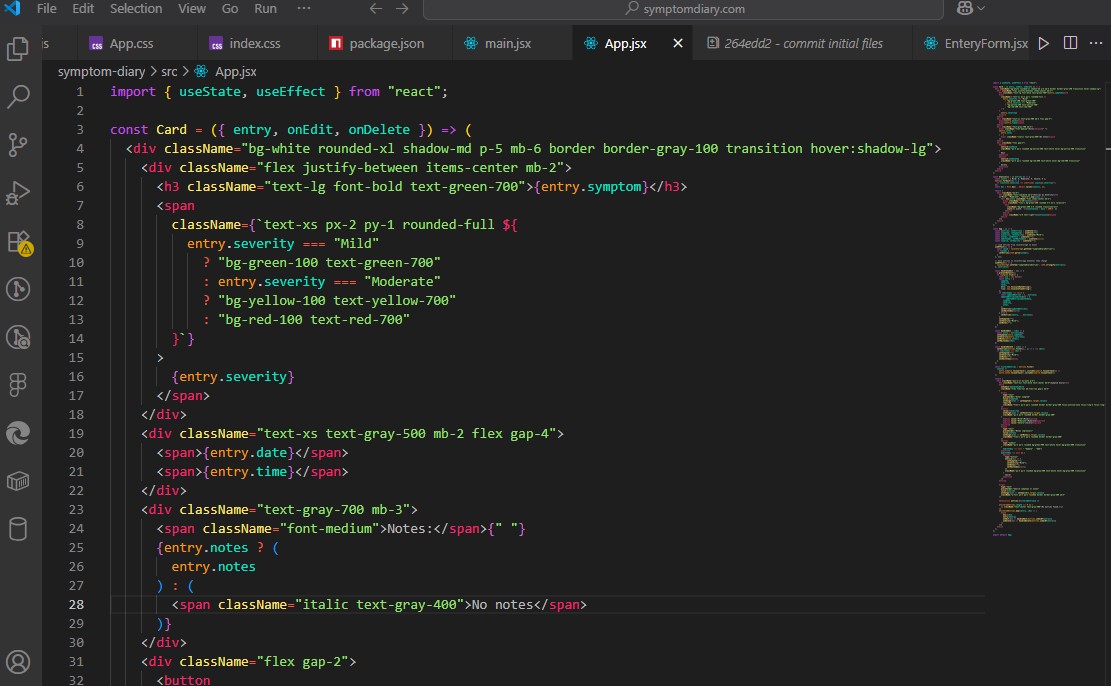 File Edit Selection View Go Run ··· symptomdiary.com
is App.css index.css package.json main.jsx App.jsx 264edd2 - commit initial files EnteryForm.jsx
symptom-diary > src > App.jsx
1 import { useState, useEffect } from "react";
2
3 const Card = ({ entry, onEdit, onDelete }) => (
4 <div className="bg-white rounded-xl shadow-md p-5 mb-6 border border-gray-100 transition hover:shadow-lg">
5 <div className="flex justify-between items-center mb-2">
6 <h3 className="text-lg font-bold text-green-700">{entry.symptom}</h3>
7 <span
8 className={`text-xs px-2 py-1 rounded-full ${
9 entry.severity === "Mild"
10 ? "bg-green-100 text-green-700"
11 : entry.severity === "Moderate"
12 ? "bg-yellow-100 text-yellow-700"
13 : "bg-red-100 text-red-700"
14 }`}
15 >
16 {entry.severity}
17 </span>
18 </div>
19 <div className="text-xs text-gray-500 mb-2 flex gap-4">
20 <span>{entry.date}</span>
21 <span>{entry.time}</span>
22 </div>
23 <div className="text-gray-700 mb-3">
24 <span className="font-medium">Notes:</span>{" "}
25 {entry.notes ? (
26 entry.notes
27 ) : (
28 <span className="italic text-gray-400">No notes</span>
29 )}
30 </div>
31 <div className="flex gap-2">
32 <button